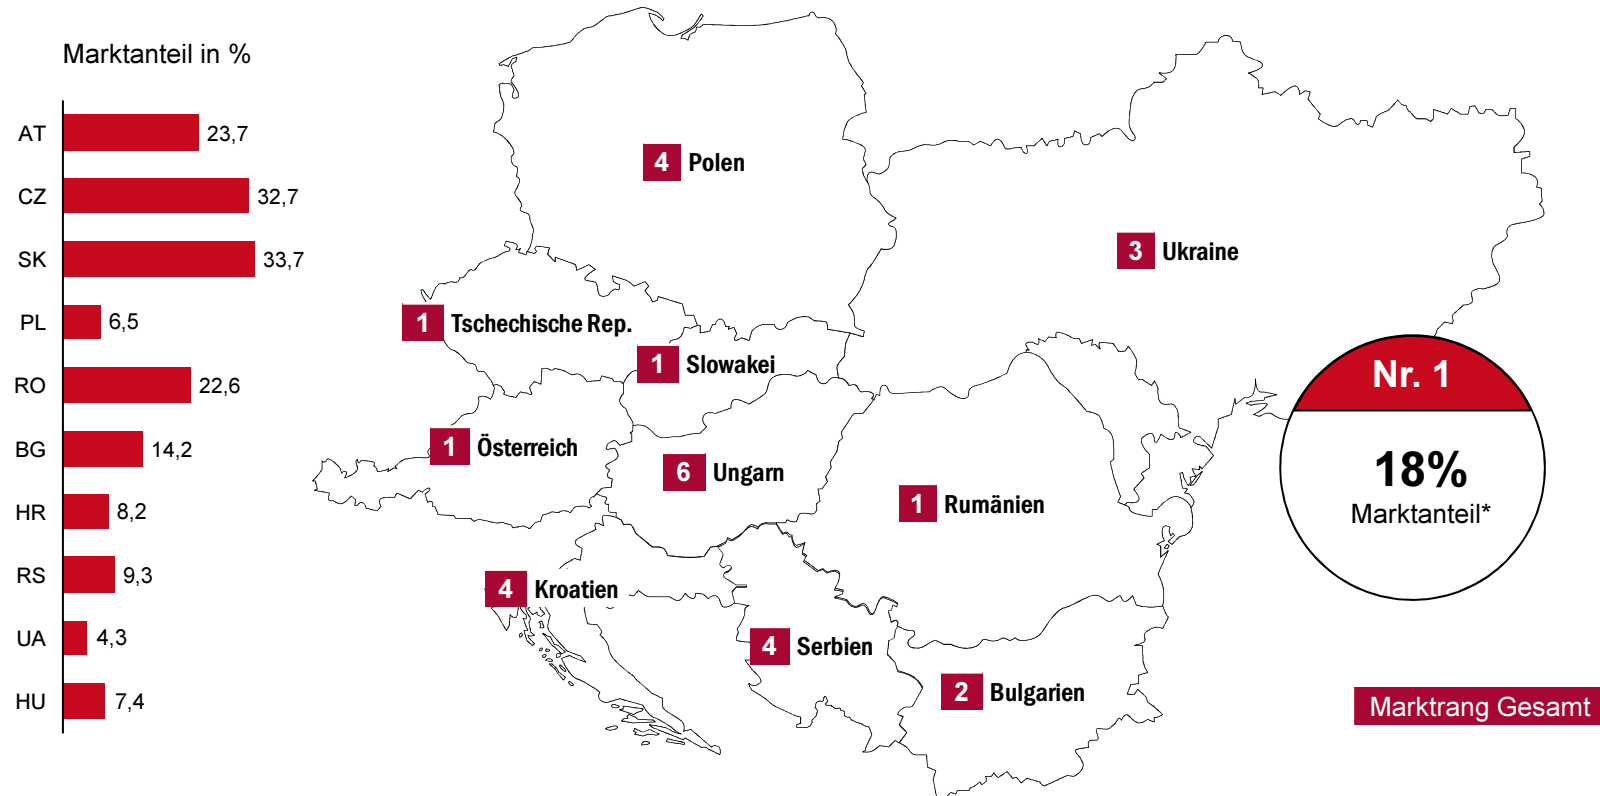 Marktanteil in %
AT 23,7
CZ 32,7
SK 33,7
PL 6,5
RO 22,6
BG 14,2
HR 8,2
RS 9,3
UA 4,3
HU 7,4
4 Polen
3 Ukraine
1 Tschechische Rep.
1 Slowakei
1 Österreich
6 Ungarn
1 Rumänien
4 Kroatien
4 Serbien
2 Bulgarien
Nr. 1
18%
Marktanteil*
Marktrang Gesamt